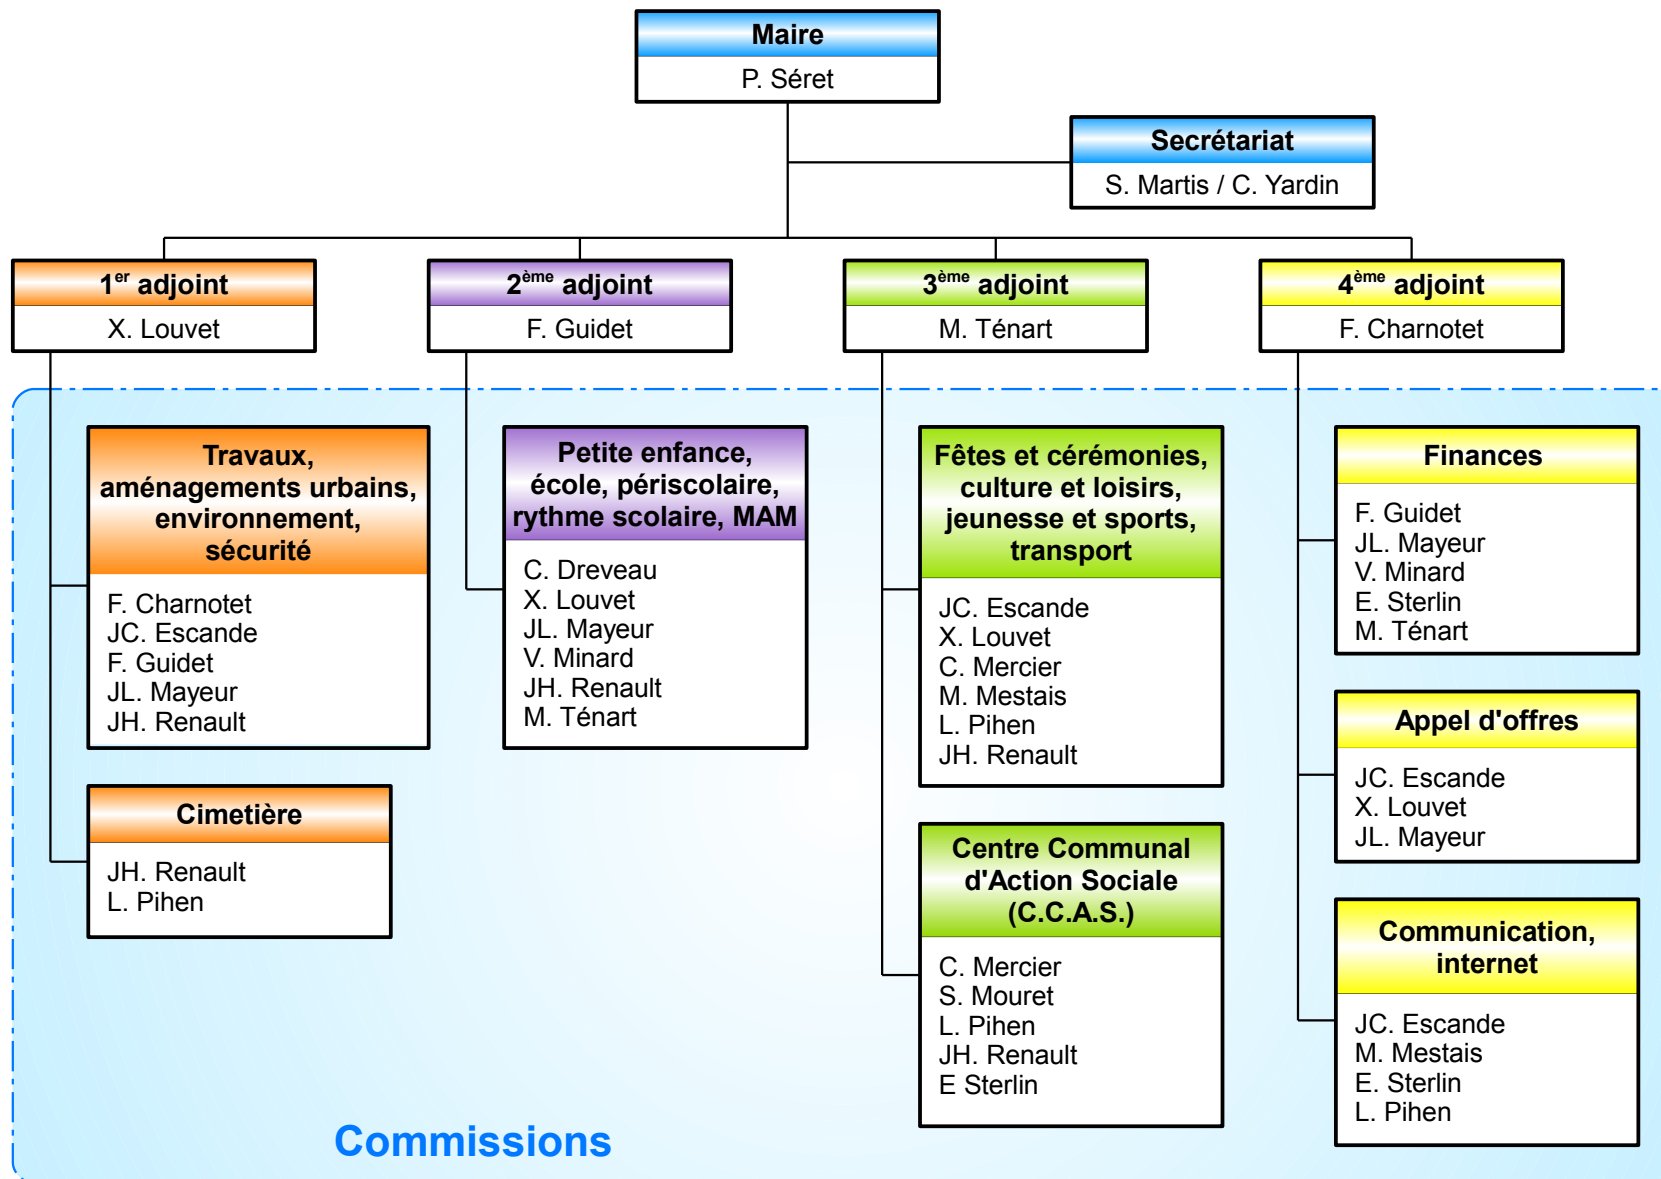 Maire
P. Séret
Secrétariat
S. Martis / C. Yardin
1er adjoint
X. Louvet
2ème adjoint
F. Guidet
3ème adjoint
M. Ténart
4ème adjoint
F. Charnotet
Travaux,
aménagements urbains,
environnement,
sécurité
F. Charnotet
JC. Escande
F. Guidet
JL. Mayeur
JH. Renault
Cimetière
JH. Renault
L. Pihen
Petite enfance,
école, périscolaire,
rythme scolaire, MAM
C. Dreveau
X. Louvet
JL. Mayeur
V. Minard
JH. Renault
M. Ténart
Fêtes et cérémonies,
culture et loisirs,
jeunesse et sports,
transport
JC. Escande
X. Louvet
C. Mercier
M. Mestais
L. Pihen
JH. Renault
Centre Communal
d'Action Sociale
(C.C.A.S.)
C. Mercier
S. Mouret
L. Pihen
JH. Renault
E Sterlin
Finances
F. Guidet
JL. Mayeur
V. Minard
E. Sterlin
M. Ténart
Appel d'offres
JC. Escande
X. Louvet
JL. Mayeur
Communication,
internet
JC. Escande
M. Mestais
E. Sterlin
L. Pihen
Commissions